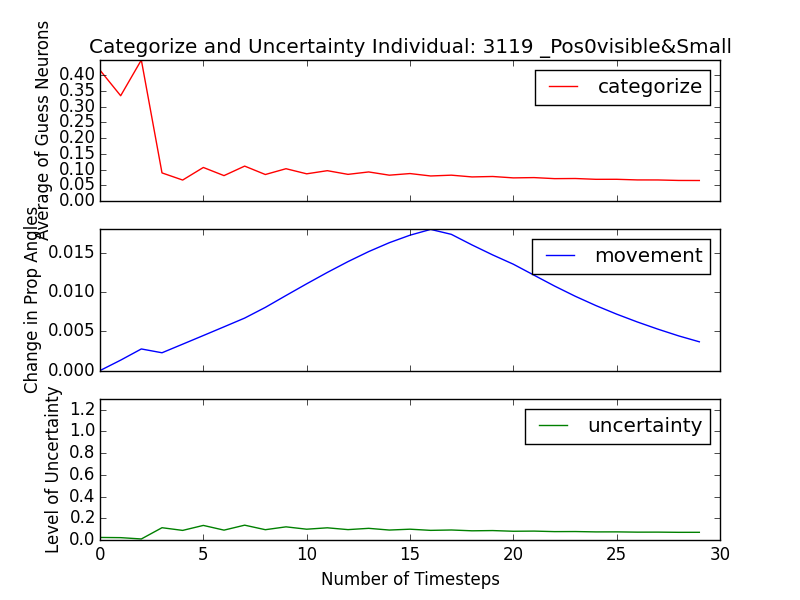 Categorize and Uncertainty Individual: 3119 _Pos0visible&Small
Average of Guess Neurons
0.40
0.35
0.30
0.25
0.20
0.15
0.10
0.05
0.00
categorize
Change in Prop Angles
0.015
0.010
0.005
0.000
movement
Level of Uncertainty
1.2
1.0
0.8
0.6
0.4
0.2
0.0
uncertainty
0 5 10 15 20 25 30
Number of Timesteps